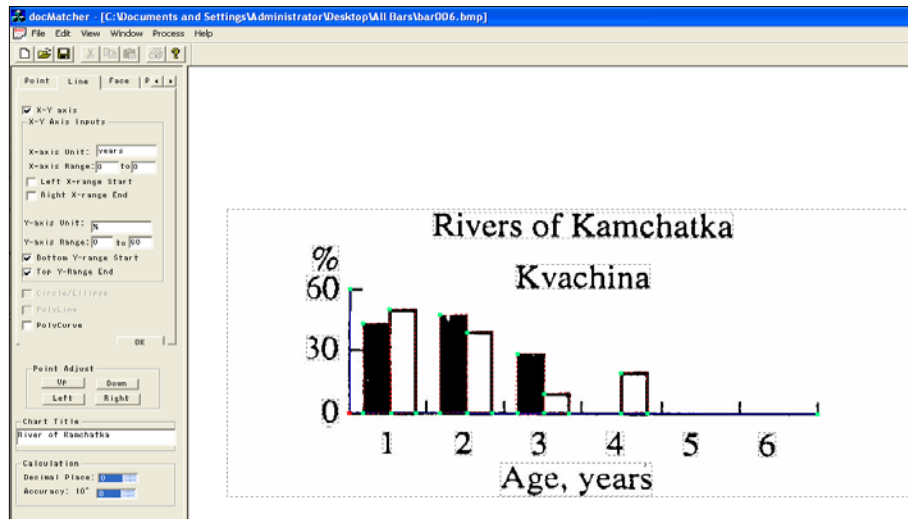 docMatcher - [C:\Documents and Settings\Administrator\Desktop\All Bars\bar006.bmp]
File Edit View Window Process Help
Point Line Face P
X-Y axis
X-Y Axis Inputs
X-axis Unit: years
X-axis Range: 0 to 0
Left X-range Start
Right X-range End
Y-axis Unit: %
Y-axis Range: 0 to 60
Bottom Y-range Start
Top Y-Range End
Circle/Ellippe
PolyLine
PolyCurve
OK
Point Adjust
Up Down
Left Right
Chart Title
River of Kamchatka
Calculation
Decimal Place: 0
Accuracy: 10^ 0
Rivers of Kamchatka
%
Kvachina
60
30
0
1 2 3 4 5 6
Age, years